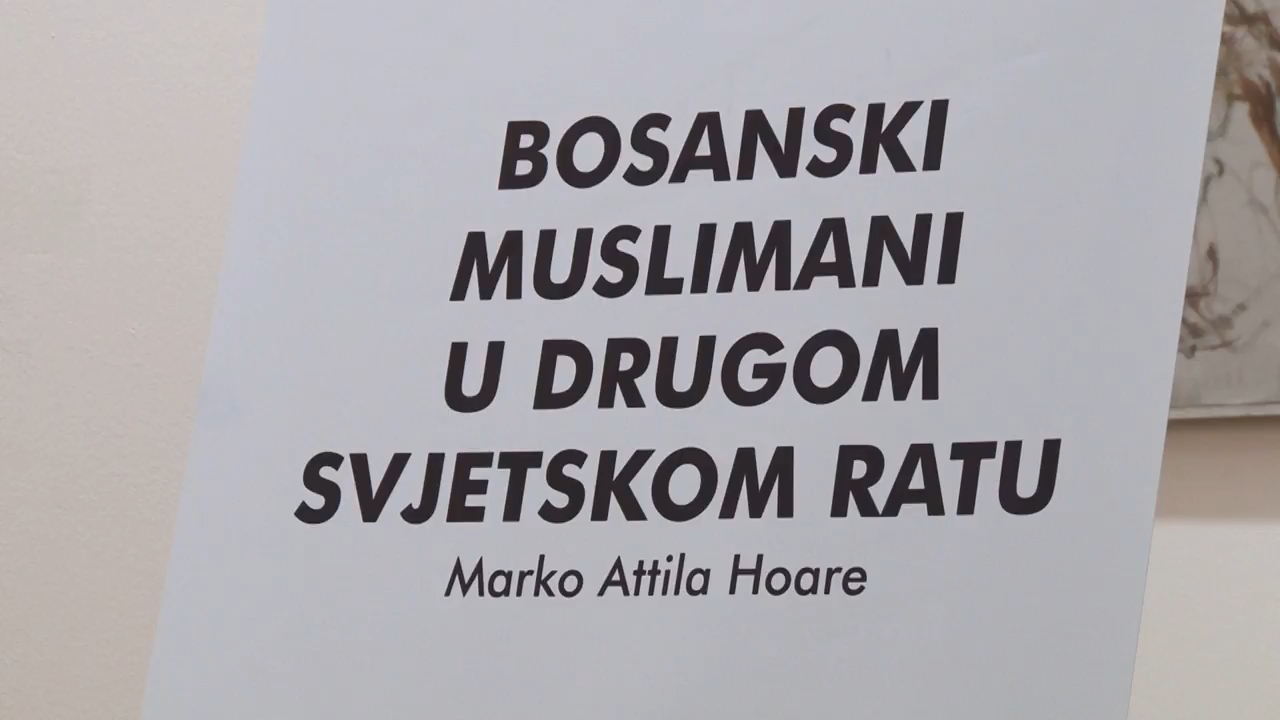 BOSANSKI
MUSLIMANI
U DRUGOM
SVJETSKOM RATU
Marko Attila Hoare